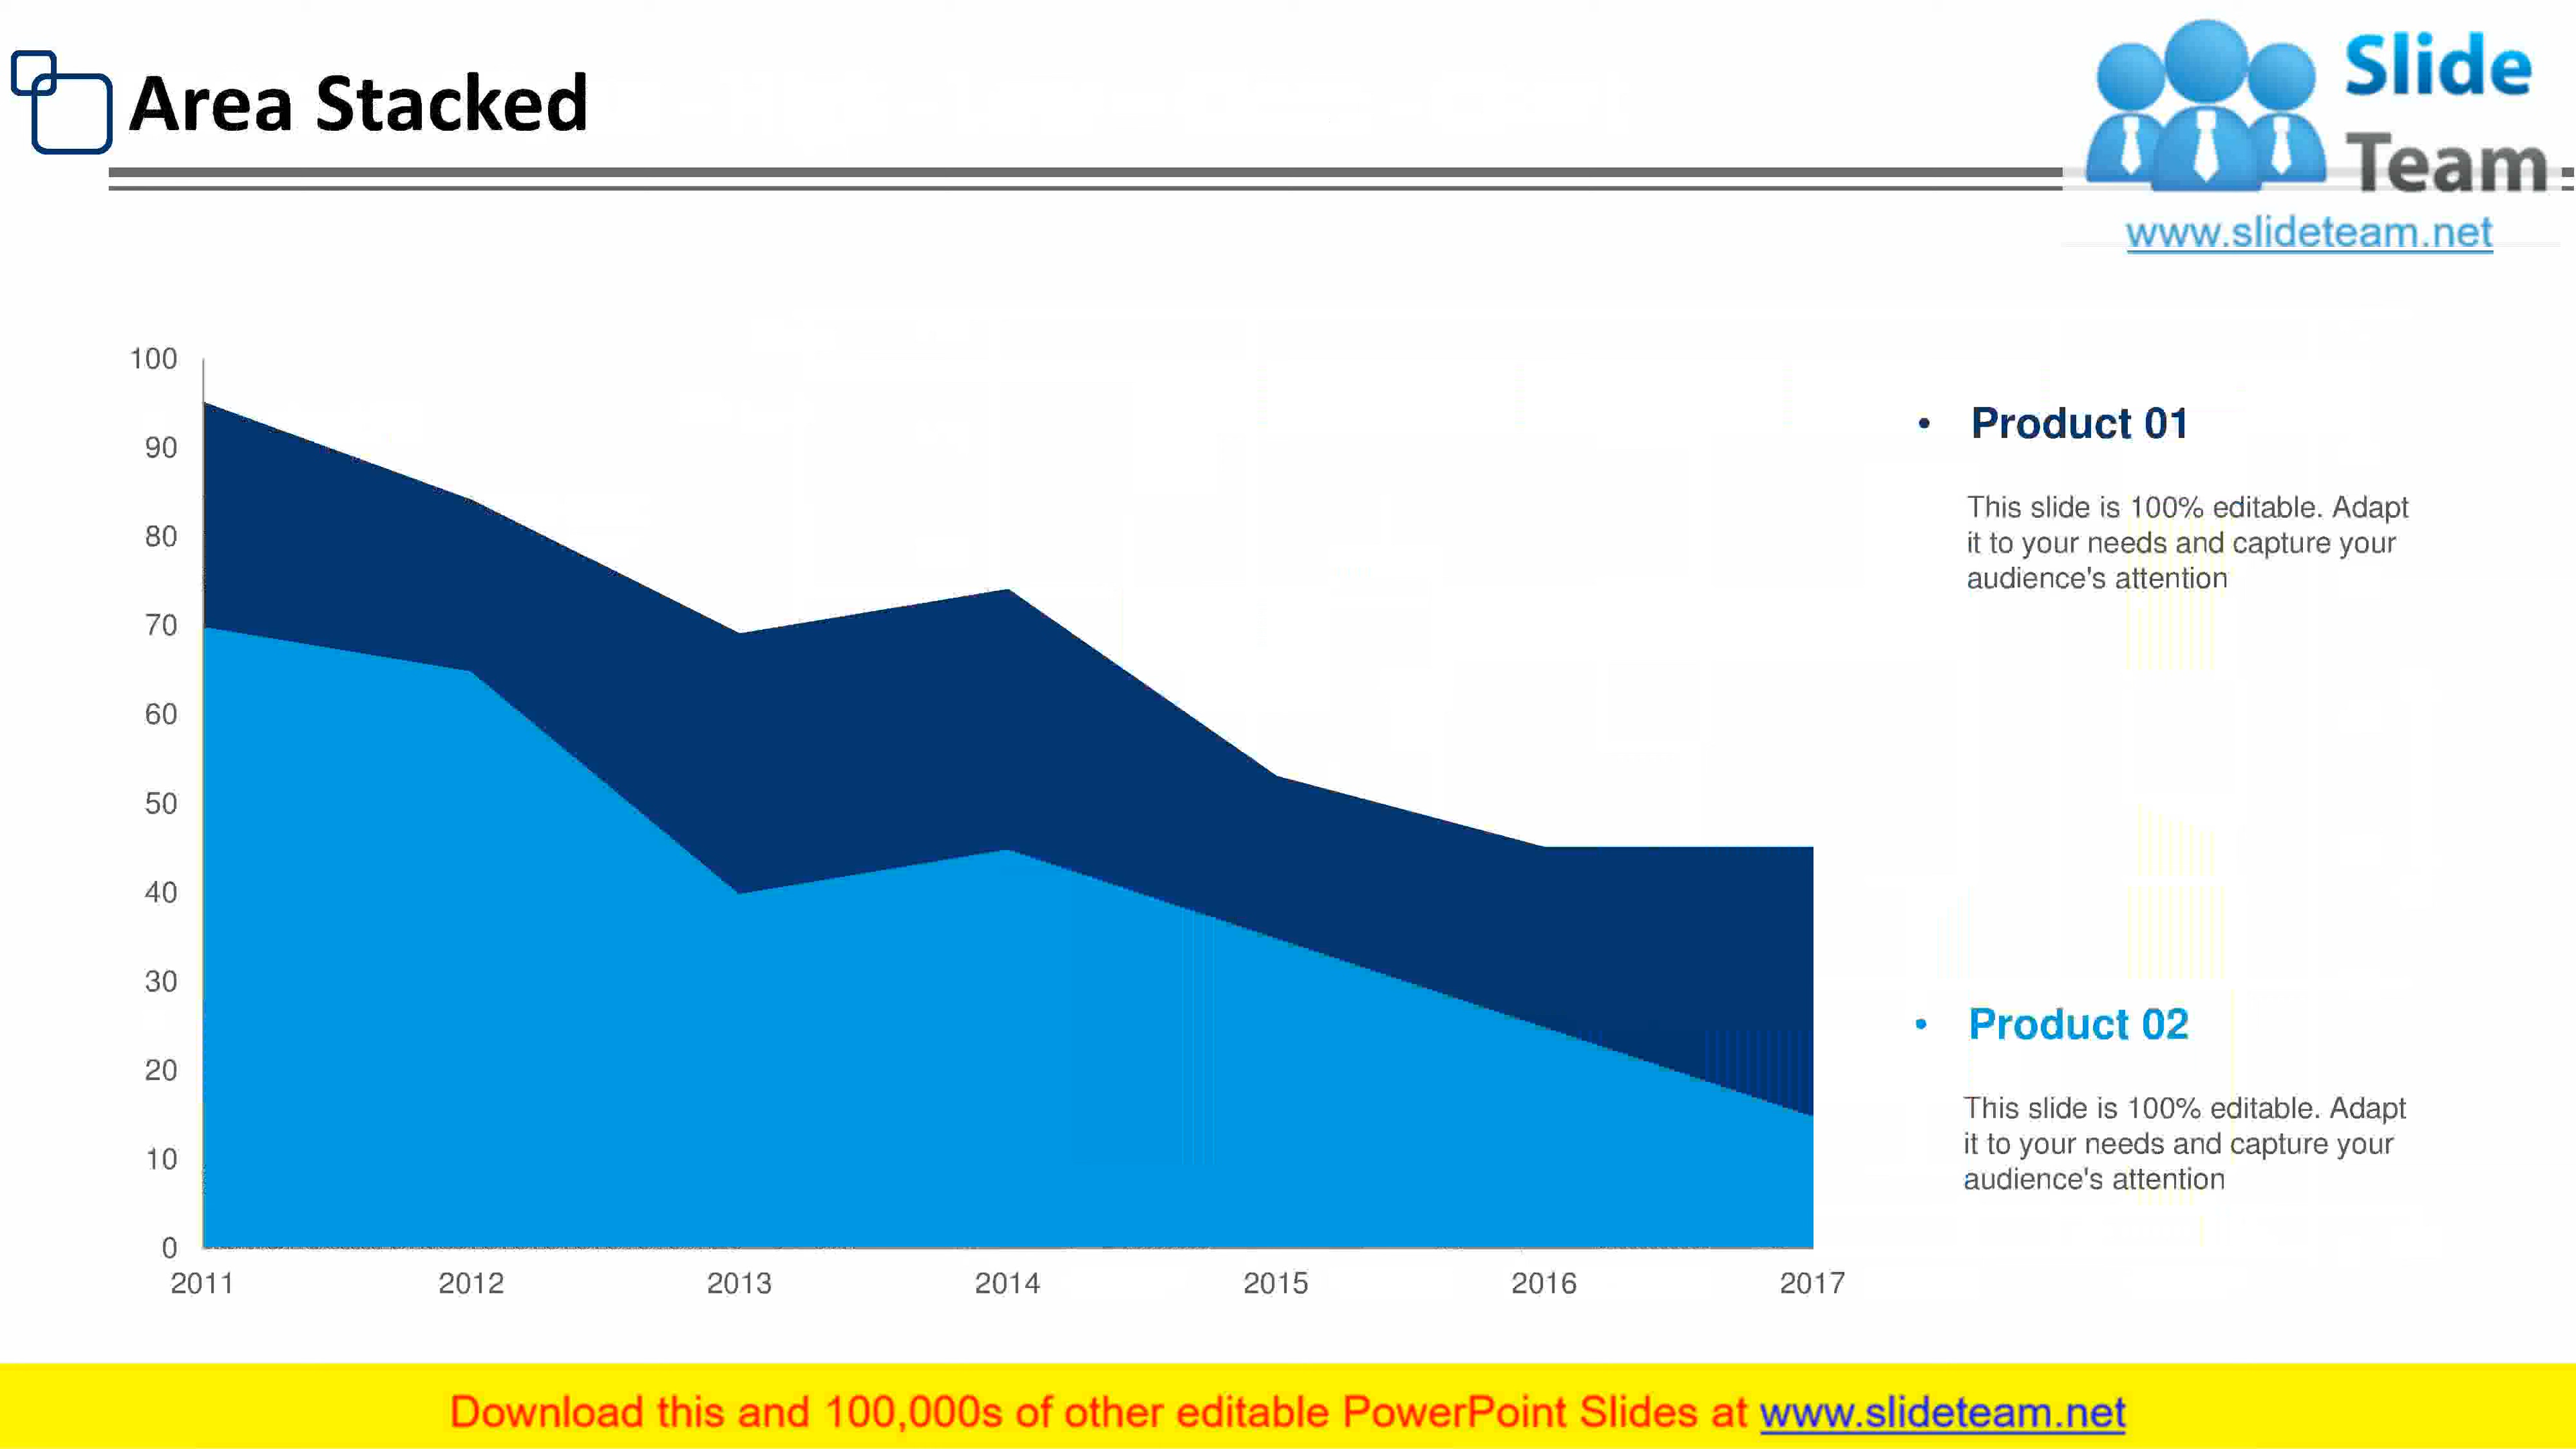 Area Stacked
Slide
Team
www.slideteam.net
100
90
80
70
60
50
40
30
20
10
0
2011 2012 2013 2014 2015 2016 2017
• Product 01
This slide is 100% editable. Adapt
it to your needs and capture your
audience's attention
• Product 02
This slide is 100% editable. Adapt
it to your needs and capture your
audience's attention
Download this and 100,000s of other editable PowerPoint Slides at www.slideteam.net